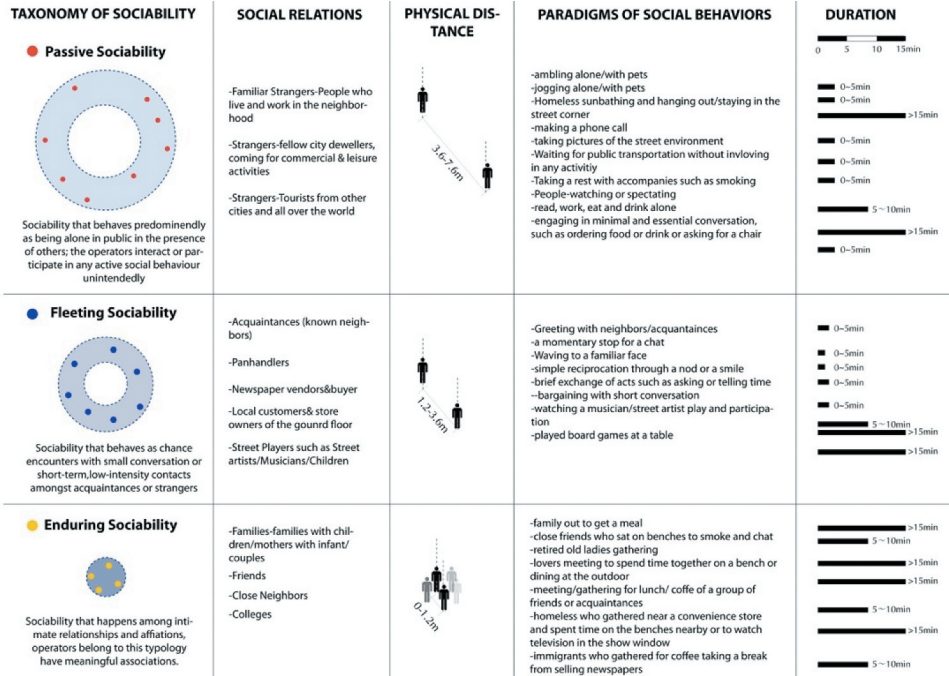 TAXONOMY OF SOCIABILITY
SOCIAL RELATIONS
PHYSICAL DIS-
TANCE
PARADIGMS OF SOCIAL BEHAVIORS
DURATION
0 5 10 15min
Passive Sociability
Sociability that behaves predominendly
as being alone in public in the presence
of others; the operators interact or par-
ticipate in any active social behaviour
unintendedly
-Familiar Strangers-People who
live and work in the neighbor-
hood
-Strangers-fellow city dewellers,
coming for commercial & leisure
activities
-Strangers-Tourists from other
cities and all over the world
3.6-7.6m
-ambling alone/with pets
-jogging alone/with pets
-Homeless sunbathing and hanging out/staying in the
street corner
-making a phone call
-taking pictures of the street environment
-Waiting for public transportation without invloving
in any activitiy
-Taking a rest with accompanies such as smoking
-People-watching or spectating
-read, work, eat and drink alone
-engaging in minimal and essential conversation,
such as ordering food or drink or asking for a chair
0~5min
0~5min
>15min
0~5min
0~5min
0~5min
5~10min
>15min
0~5min
Fleeting Sociability
Sociability that behaves as chance
encounters with small conversation or
short-term,low-intensity contacts
amongst acquaintances or strangers
-Acquaintances (known neigh-
bors)
-Panhandlers
-Newspaper vendors&buyer
-Local customers& store
owners of the gounrd floor
-Street Players such as Street
artists/Musicians/Children
1.2-3.6m
-Greeting with neighbors/acquantainces
-a momentary stop for a chat
-Waving to a familiar face
-simple reciprocation through a nod or a smile
-brief exchange of acts such as asking or telling time
--bargaining with short conversation
-watching a musician/street artist play and participa-
tion
-played board games at a table
0~5min
0~5min
0~5min
0~5min
0~5min
5~10min
>15min
>15min
Enduring Sociability
Sociability that happens among inti-
mate relationships and affiations,
operators belong to this typology
have meaningful associations.
-Families-families with chil-
dren/mothers with infant/
couples
-Friends
-Close Neighbors
-Colleges
0-1.2m
-family out to get a meal
-close friends who sat on benches to smoke and chat
-retired old ladies gathering
-lovers meeting to spend time together on a bench or
dining at the outdoor
-meeting/gathering for lunch/ coffe of a group of
friends or acquaintances
-homeless who gathered near a convenience store
and spent time on the benches nearby or to watch
television in the show window
-immigrants who gathered for coffee taking a break
from selling newspapers
>15min
5~10min
>15min
>15min
5~10min
>15min
5~10min